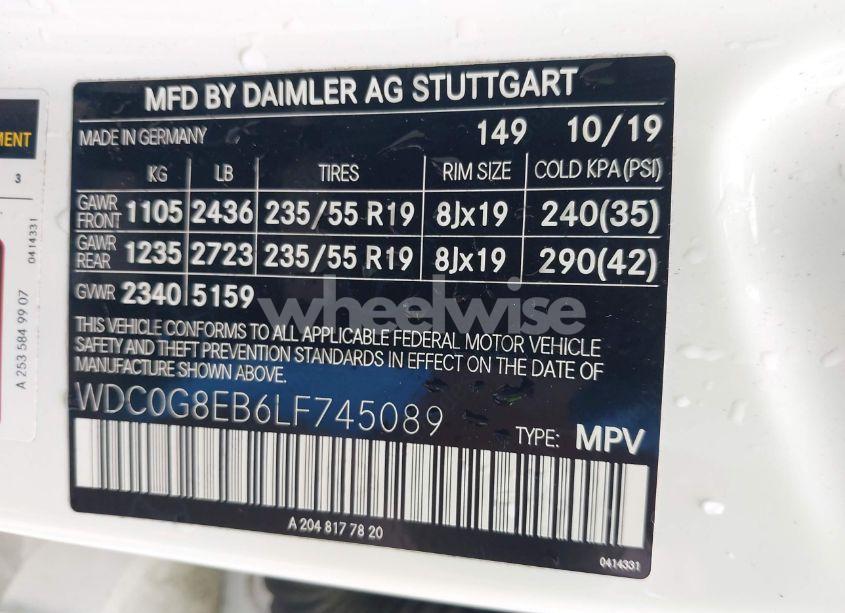 MFD BY DAIMLER AG STUTTGART
MADE IN GERMANY 149 10/19
KG LB TIRES RIM SIZE COLD KPA (PSI)
GAWR FRONT 1105 2436 235/55 R19 8Jx19 240(35)
GAWR REAR 1235 2723 235/55 R19 8Jx19 290(42)
GVWR 2340 5159
wheelwise
THIS VEHICLE CONFORMS TO ALL APPLICABLE FEDERAL MOTOR VEHICLE
SAFETY AND THEFT PREVENTION STANDARDS IN EFFECT ON THE DATE OF
MANUFACTURE SHOWN ABOVE.
WDC0G8EB6LF745089
TYPE: MPV
A 204 817 78 20
0414331
3
0414331
A 253 584 99 07